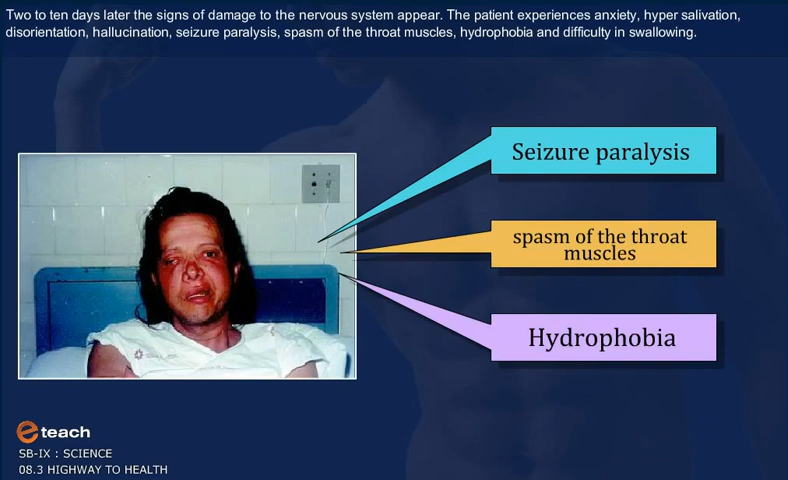 Two to ten days later the signs of damage to the nervous system appear. The patient experiences anxiety, hyper salivation,
disorientation, hallucination, seizure paralysis, spasm of the throat muscles, hydrophobia and difficulty in swallowing.
Seizure paralysis
spasm of the throat
muscles
Hydrophobia
e teach
SB-IX : SCIENCE
08.3 HIGHWAY TO HEALTH